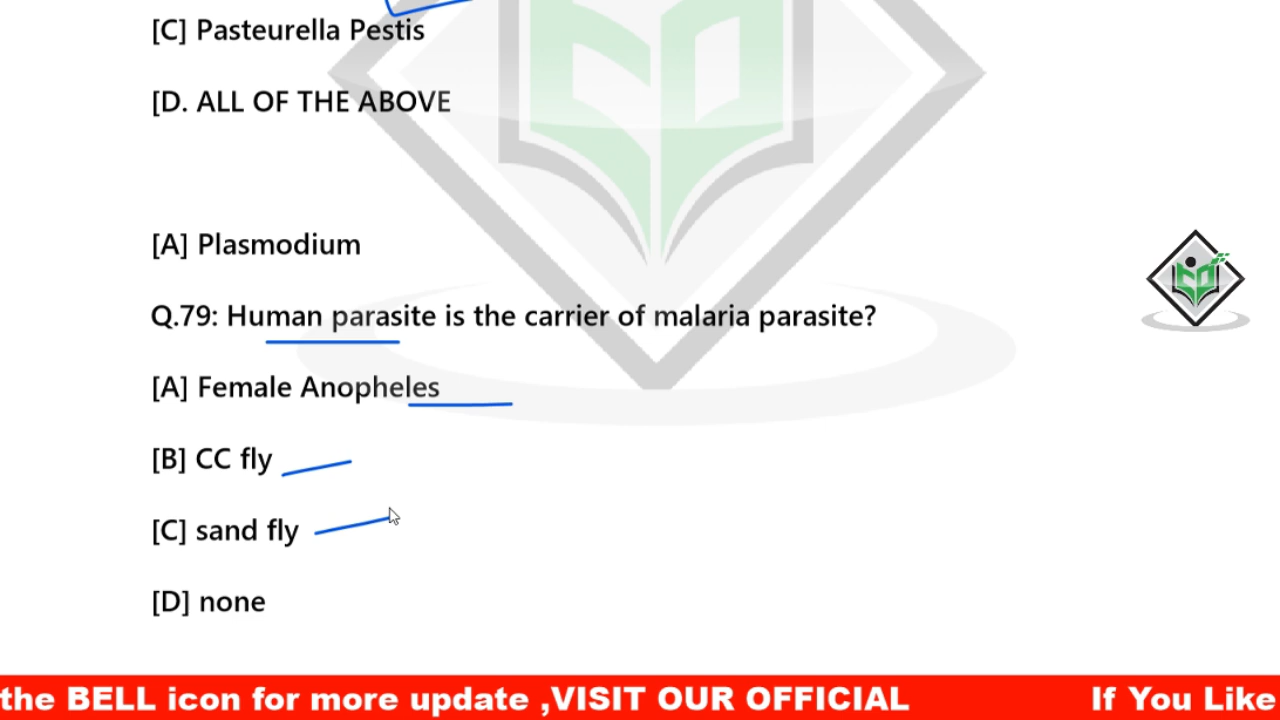 [C] Pasteurella Pestis
[D. ALL OF THE ABOVE
[A] Plasmodium
Q.79: Human parasite is the carrier of malaria parasite?
[A] Female Anopheles
[B] CC fly
[C] sand fly
[D] none
the BELL icon for more update ,VISIT OUR OFFICIAL If You Like